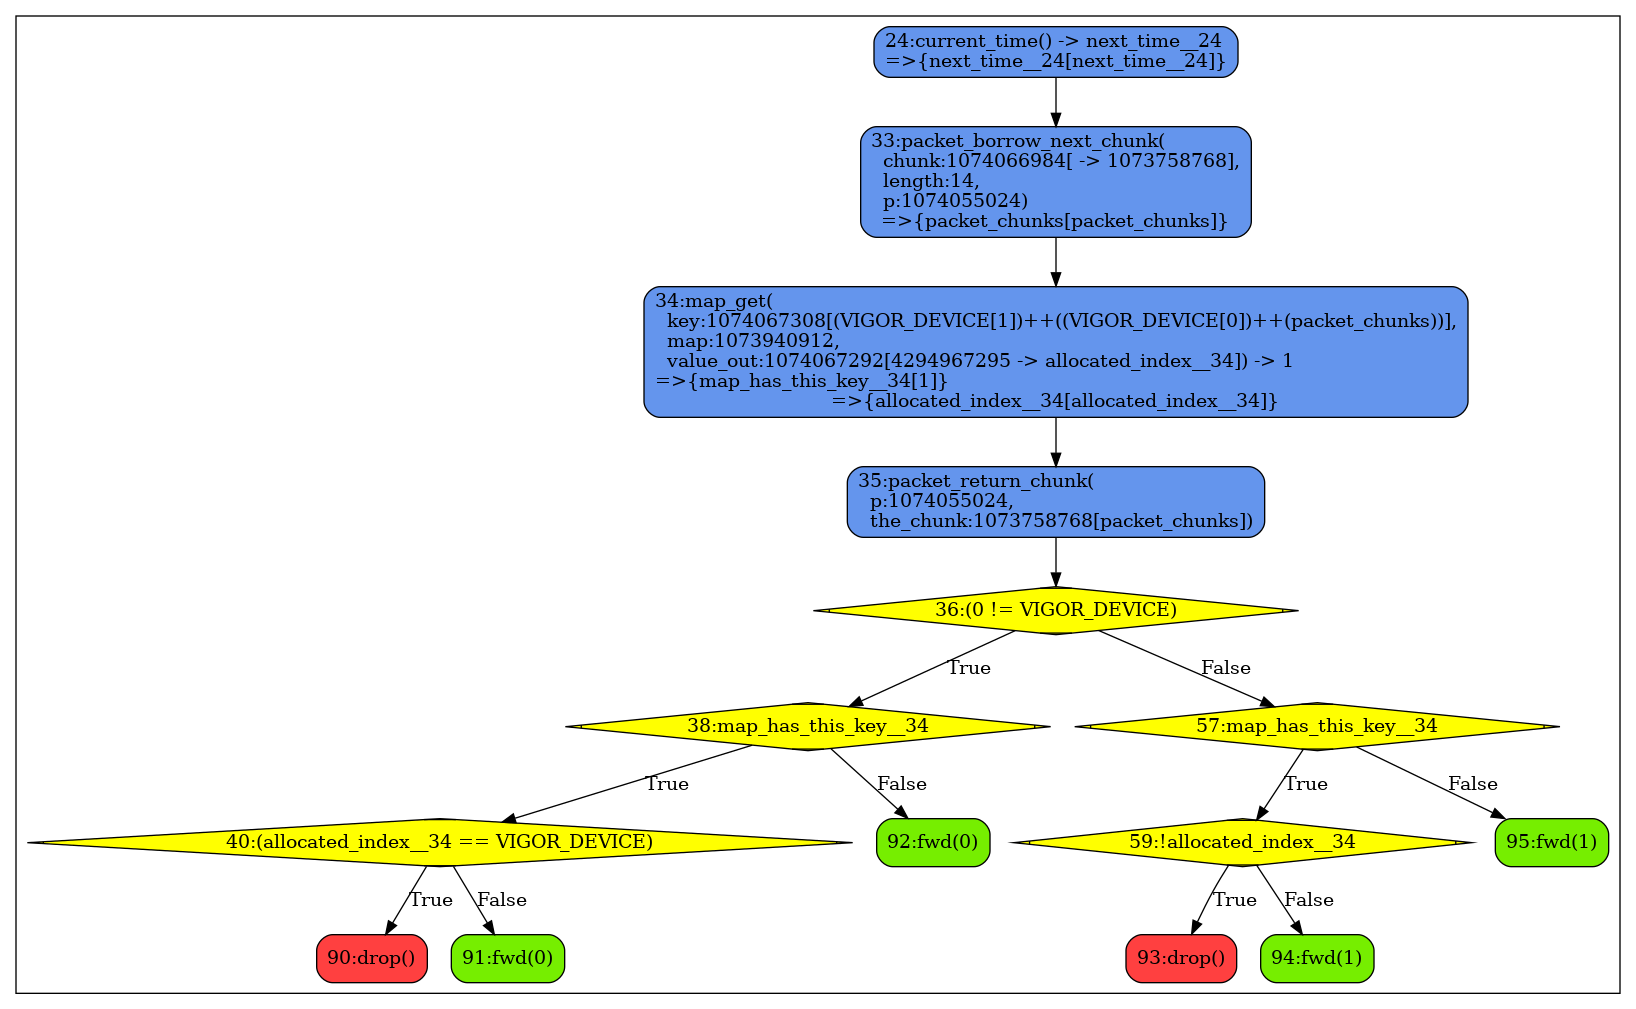 24:current_time() -> next_time__24
=>{next_time__24[next_time__24]}
33:packet_borrow_next_chunk(
chunk:1074066984[ -> 1073758768],
length:14,
p:1074055024)
=>{packet_chunks[packet_chunks]}
34:map_get(
key:1074067308[(VIGOR_DEVICE[1])++((VIGOR_DEVICE[0])++(packet_chunks))],
map:1073940912,
value_out:1074067292[4294967295 -> allocated_index__34]) -> 1
=>{map_has_this_key__34[1]}
=>{allocated_index__34[allocated_index__34]}
35:packet_return_chunk(
p:1074055024,
the_chunk:1073758768[packet_chunks])
36:(0 != VIGOR_DEVICE)
True
False
38:map_has_this_key__34
57:map_has_this_key__34
True
False
True
False
40:(allocated_index__34 == VIGOR_DEVICE)
92:fwd(0)
59:!allocated_index__34
95:fwd(1)
True
False
True
False
90:drop()
91:fwd(0)
93:drop()
94:fwd(1)